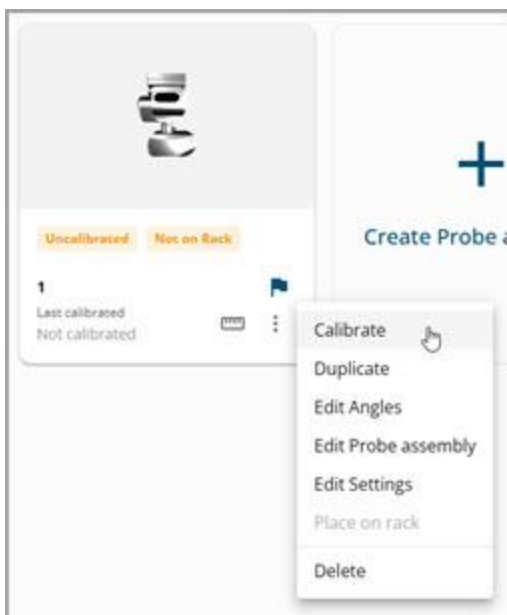 Uncalibrated Not on Rack
1
Last calibrated
Not calibrated
Create Probe a
Calibrate
Duplicate
Edit Angles
Edit Probe assembly
Edit Settings
Place on rack
Delete